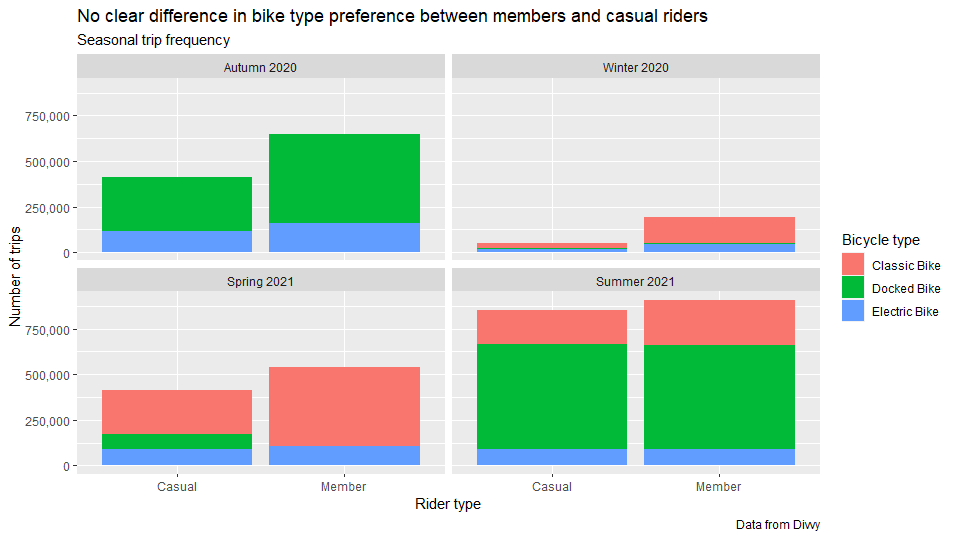 No clear difference in bike type preference between members and casual riders
Seasonal trip frequency
Autumn 2020
Winter 2020
750,000
500,000
250,000
0
Spring 2021
Summer 2021
750,000
500,000
250,000
0
Number of trips
Casual
Member
Casual
Member
Rider type
Bicycle type
Classic Bike
Docked Bike
Electric Bike
Data from Divvy